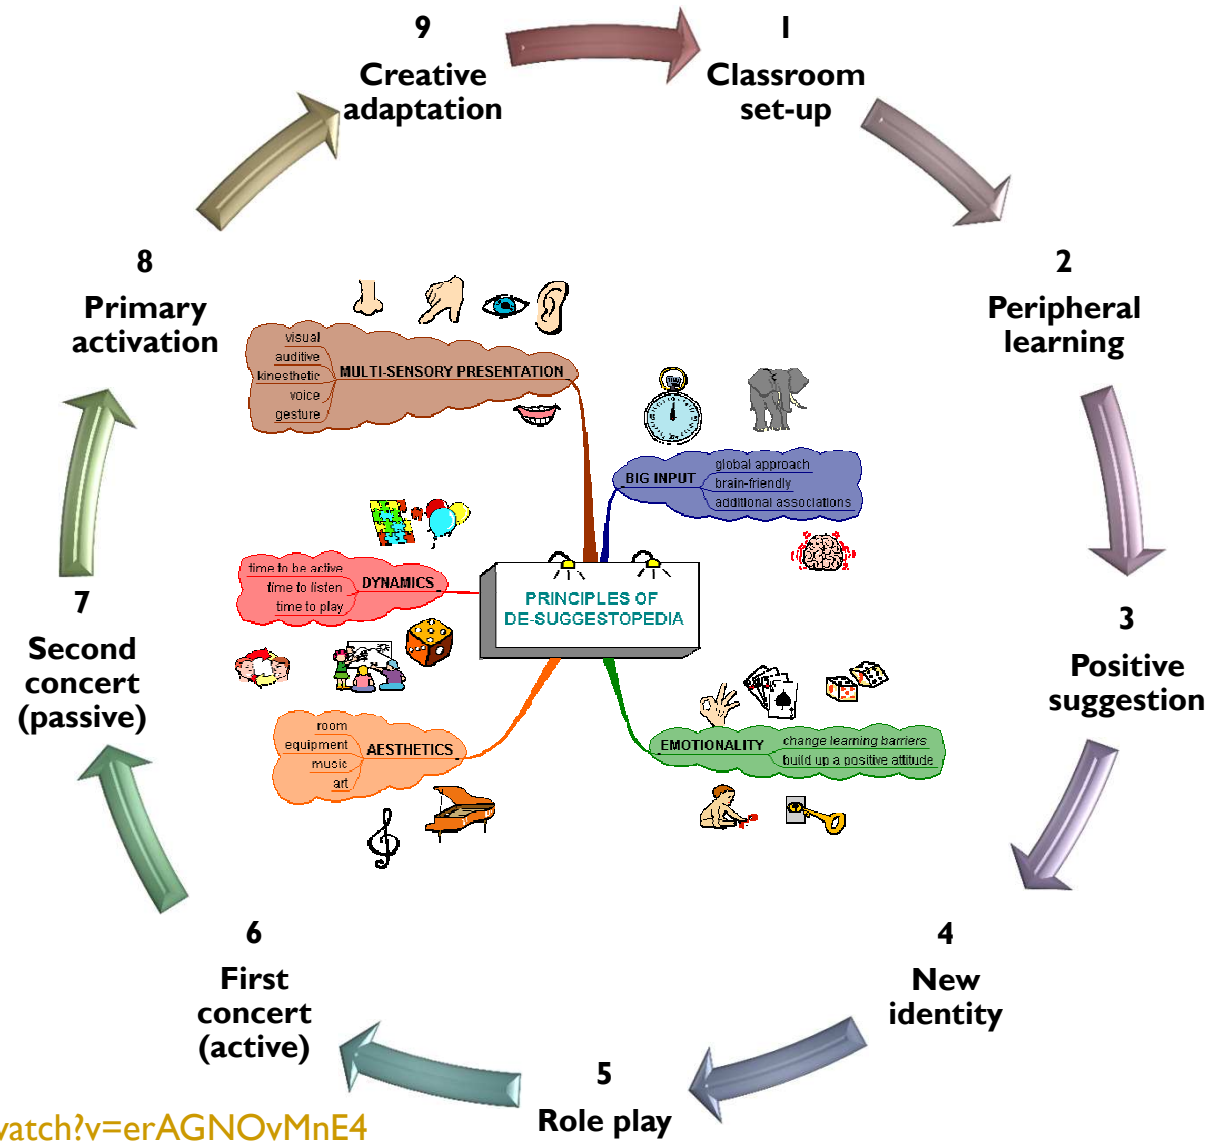 1
Classroom
set-up
2
Peripheral
learning
3
Positive
suggestion
4
New
identity
5
Role play
6
First
concert
(active)
7
Second
concert
(passive)
8
Primary
activation
9
Creative
adaptation
MULTI-SENSORY PRESENTATION
visual
auditive
kinesthetic
voice
gesture
BIG INPUT
global approach
brain-friendly
additional associations
DYNAMICS
time to be active
time to listen
time to play
PRINCIPLES OF
DE-SUGGESTOPEDIA
AESTHETICS
room
equipment
music
art
EMOTIONALITY
change learning barriers
build up a positive attitude
watch?v=erAGNOvMnE4